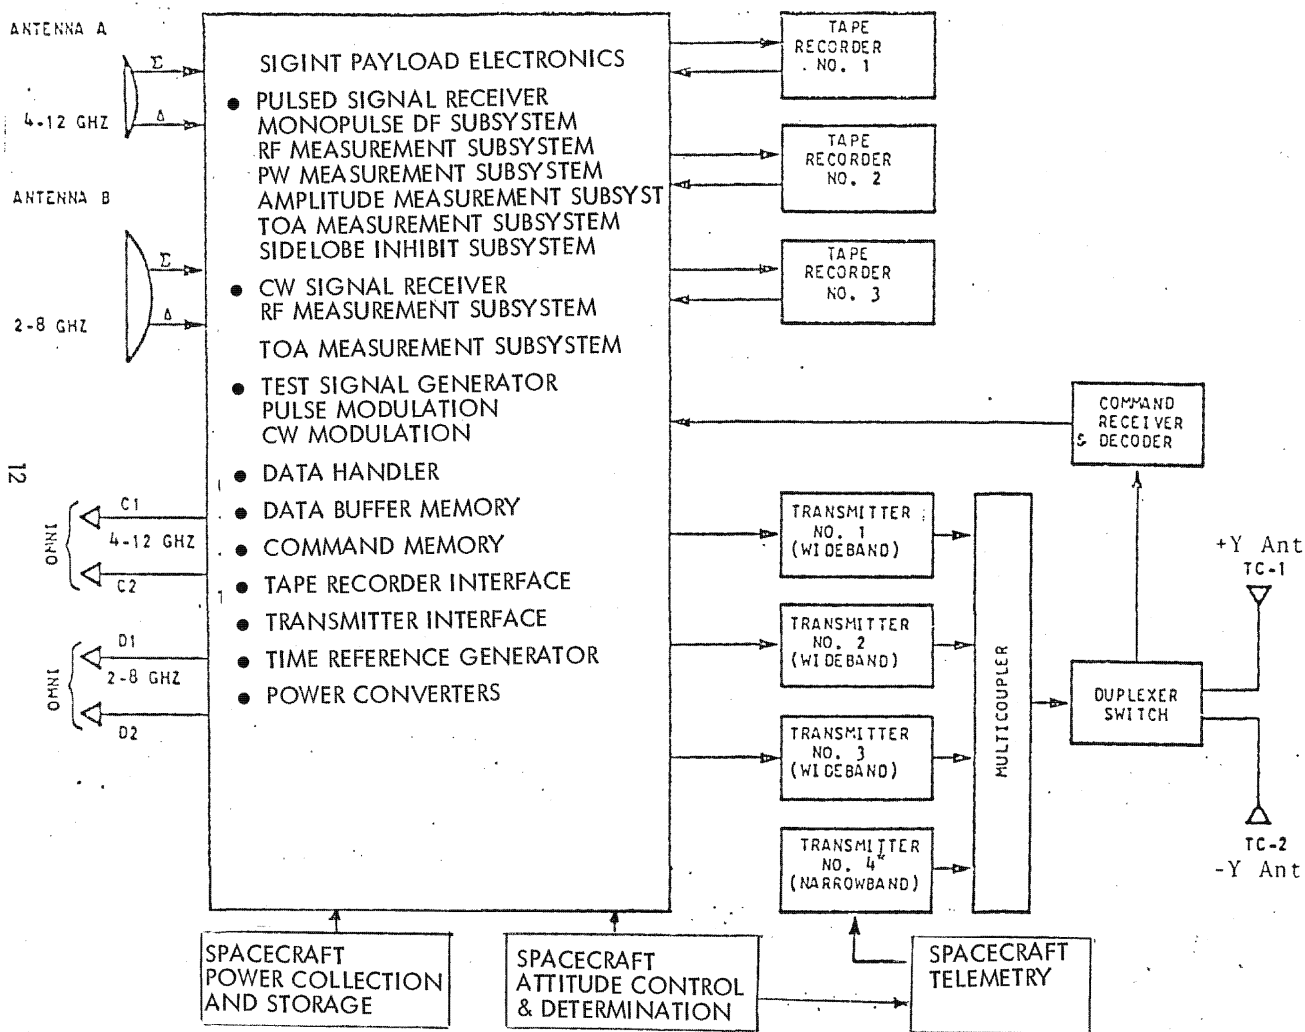 ANTENNA A
Σ
Δ
4-12 GHZ
ANTENNA B
Σ
Δ
2-8 GHZ
12
OMNI
C1
4-12 GHZ
C2
OMNI
D1
2-8 GHZ
D2
SIGINT PAYLOAD ELECTRONICS
● PULSED SIGNAL RECEIVER
MONOPULSE DF SUBSYSTEM
RF MEASUREMENT SUBSYSTEM
PW MEASUREMENT SUBSYSTEM
AMPLITUDE MEASUREMENT SUBSYST
TOA MEASUREMENT SUBSYSTEM
SIDELOBE INHIBIT SUBSYSTEM
● CW SIGNAL RECEIVER
RF MEASUREMENT SUBSYSTEM
TOA MEASUREMENT SUBSYSTEM
● TEST SIGNAL GENERATOR
PULSE MODULATION
CW MODULATION
● DATA HANDLER
● DATA BUFFER MEMORY
● COMMAND MEMORY
● TAPE RECORDER INTERFACE
● TRANSMITTER INTERFACE
● TIME REFERENCE GENERATOR
● POWER CONVERTERS
TAPE
RECORDER
NO. 1
TAPE
RECORDER
NO. 2
TAPE
RECORDER
NO. 3
COMMAND
RECEIVER
& DECODER
TRANSMITTER
NO. 1
(WIDEBAND)
TRANSMITTER
NO. 2
(WIDEBAND)
TRANSMITTER
NO. 3
(WIDEBAND)
TRANSMITTER
NO. 4*
(NARROWBAND)
MULTICOUPLER
DUPLEXER
SWITCH
+Y Ant
TC-1
TC-2
-Y Ant
SPACECRAFT
POWER COLLECTION
AND STORAGE
SPACECRAFT
ATTITUDE CONTROL
& DETERMINATION
SPACECRAFT
TELEMETRY